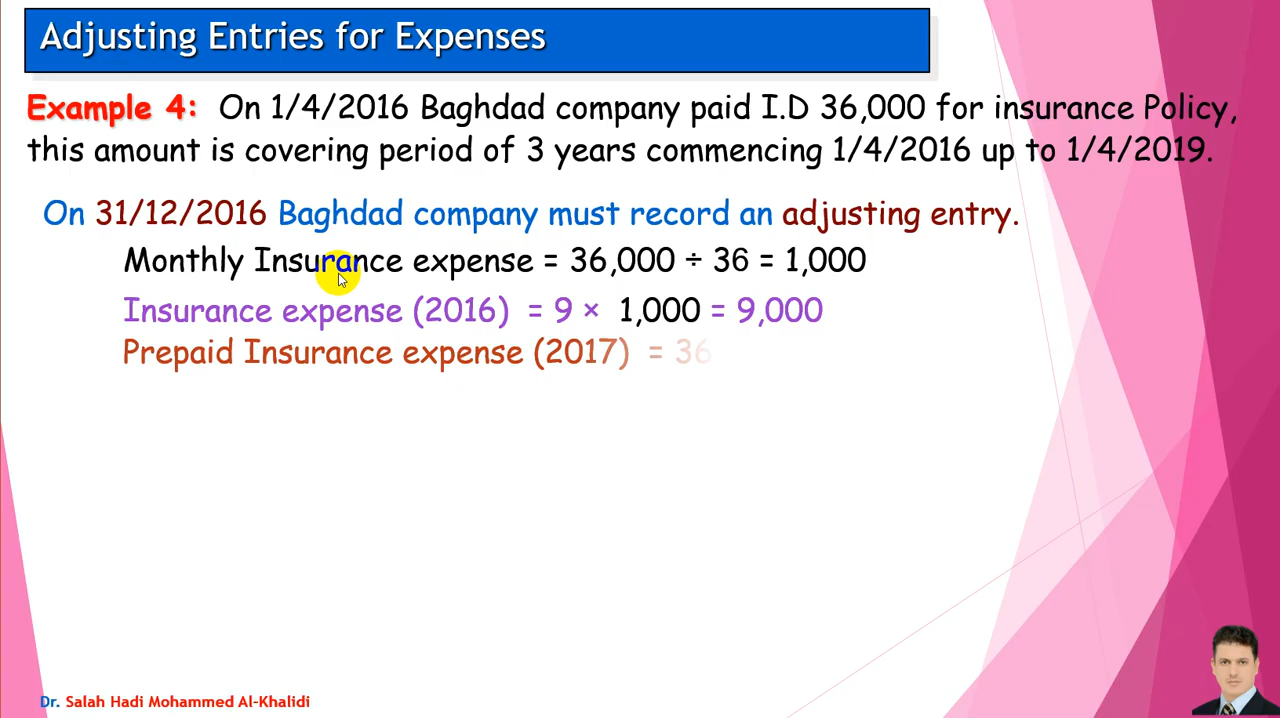 Adjusting Entries for Expenses
Example 4: On 1/4/2016 Baghdad company paid I.D 36,000 for insurance Policy,
this amount is covering period of 3 years commencing 1/4/2016 up to 1/4/2019.
On 31/12/2016 Baghdad company must record an adjusting entry.
Monthly Insurance expense = 36,000 ÷ 36 = 1,000
Insurance expense (2016) = 9 × 1,000 = 9,000
Prepaid Insurance expense (2017) = 36
Dr. Salah Hadi Mohammed Al-Khalidi